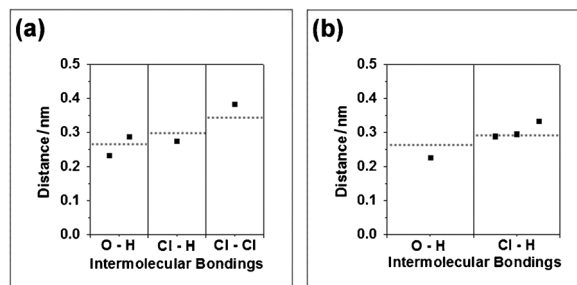 (a)
0.5
0.4
0.3
0.2
0.1
0.0
Distance/nm
O - H Cl - H Cl - Cl
Intermolecular Bondings
(b)
0.5
0.4
0.3
0.2
0.1
0.0
Distance/nm
O - H Cl - H
Intermolecular Bondings